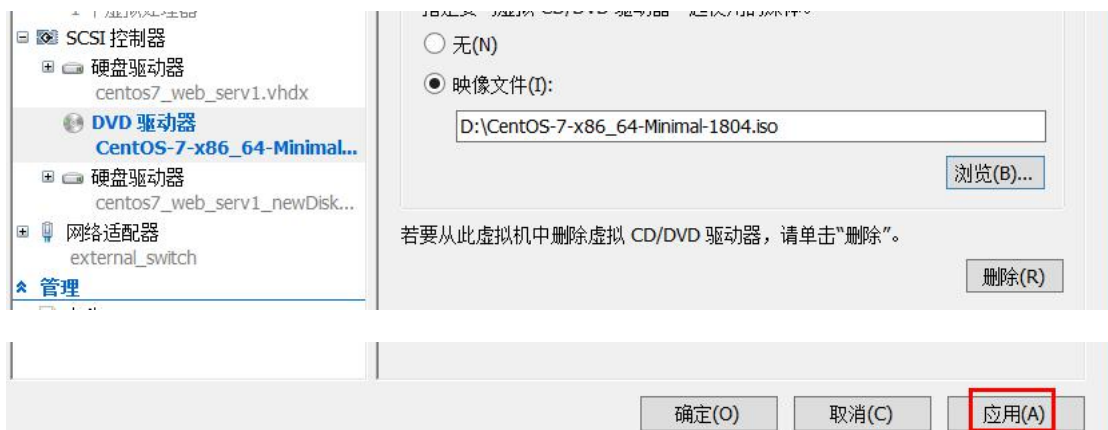 SCSI 控制器
硬盘驱动器
centos7_web_serv1.vhdx
DVD 驱动器
CentOS-7-x86_64-Minimal...
硬盘驱动器
centos7_web_serv1_newDisk...
网络适配器
external_switch
管理
无(N)
映像文件(I):
D:\CentOS-7-x86_64-Minimal-1804.iso
浏览(B)...
若要从此虚拟机中删除虚拟 CD/DVD 驱动器，请单击“删除”。
删除(R)
确定(O)
取消(C)
应用(A)